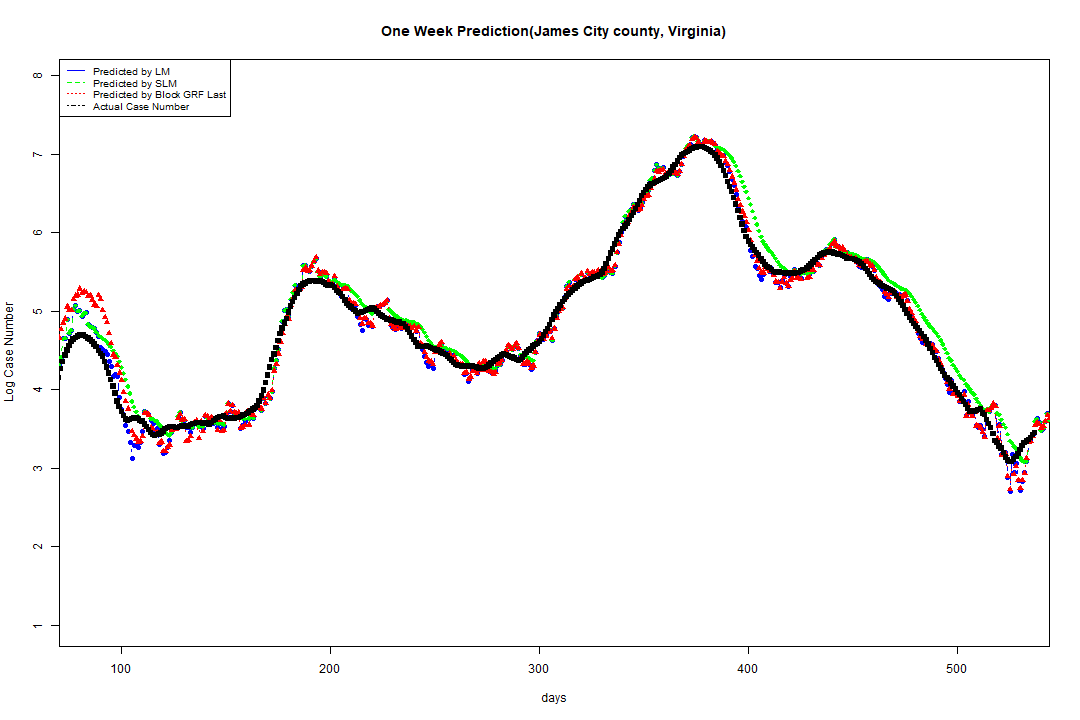 One Week Prediction(James City county, Virginia)
Predicted by LM
Predicted by SLM
Predicted by Block GRF Last
Actual Case Number
8
7
6
5
4
3
2
1
Log Case Number
100 200 300 400 500
days